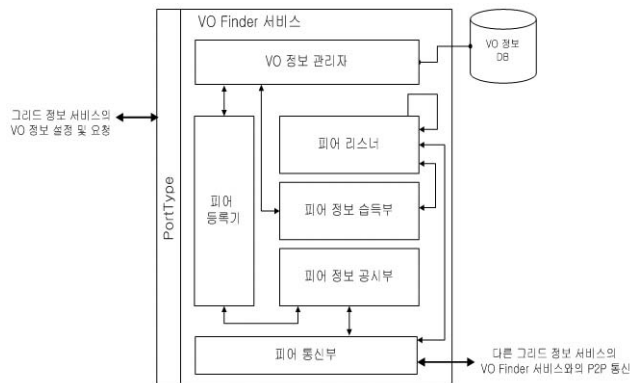 VO Finder 서비스
VO 정보 관리자
VO 정보
DB
그리드 정보 서비스의
VO 정보 설정 및 요청
PortType
피어
등록기
피어 리스너
피어 정보 습득부
피어 정보 공시부
피어 통신부
다른 그리드 정보 서비스의
VO Finder 서비스와의 P2P 통신